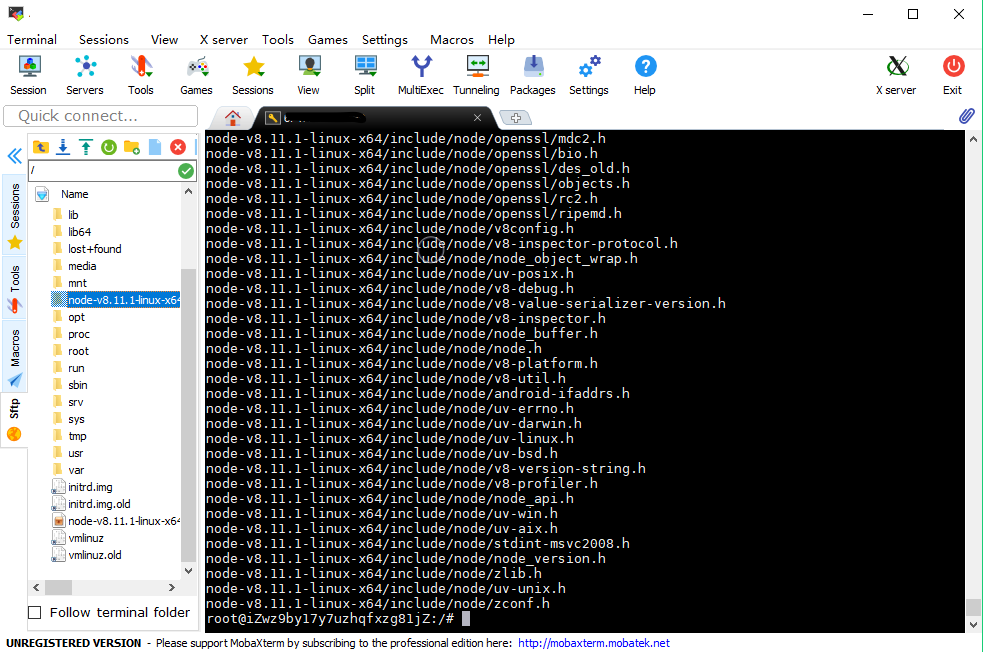 Terminal Sessions View X server Tools Games Settings Macros Help
Session Servers Tools Games Sessions View Split MultiExec Tunneling Packages Settings Help X server Exit
Quick connect...
/
Name
lib
lib64
lost+found
media
mnt
node-v8.11.1-linux-x64
opt
proc
root
run
sbin
srv
sys
tmp
usr
var
initrd.img
initrd.img.old
node-v8.11.1-linux-x64
vmlinuz
vmlinuz.old
Follow terminal folder
Sessions
Tools
Macros
Sftp
node-v8.11.1-linux-x64/include/node/openssl/mdc2.h
node-v8.11.1-linux-x64/include/node/openssl/bio.h
node-v8.11.1-linux-x64/include/node/openssl/des_old.h
node-v8.11.1-linux-x64/include/node/openssl/objects.h
node-v8.11.1-linux-x64/include/node/openssl/rc2.h
node-v8.11.1-linux-x64/include/node/openssl/ripemd.h
node-v8.11.1-linux-x64/include/node/v8config.h
node-v8.11.1-linux-x64/include/node/v8-inspector-protocol.h
node-v8.11.1-linux-x64/include/node/node_object_wrap.h
node-v8.11.1-linux-x64/include/node/uv-posix.h
node-v8.11.1-linux-x64/include/node/v8-debug.h
node-v8.11.1-linux-x64/include/node/v8-value-serializer-version.h
node-v8.11.1-linux-x64/include/node/v8-inspector.h
node-v8.11.1-linux-x64/include/node/node_buffer.h
node-v8.11.1-linux-x64/include/node/node.h
node-v8.11.1-linux-x64/include/node/v8-platform.h
node-v8.11.1-linux-x64/include/node/v8-util.h
node-v8.11.1-linux-x64/include/node/android-ifaddrs.h
node-v8.11.1-linux-x64/include/node/uv-errno.h
node-v8.11.1-linux-x64/include/node/uv-darwin.h
node-v8.11.1-linux-x64/include/node/uv-linux.h
node-v8.11.1-linux-x64/include/node/uv-bsd.h
node-v8.11.1-linux-x64/include/node/v8-version-string.h
node-v8.11.1-linux-x64/include/node/v8-profiler.h
node-v8.11.1-linux-x64/include/node/node_api.h
node-v8.11.1-linux-x64/include/node/uv-win.h
node-v8.11.1-linux-x64/include/node/uv-aix.h
node-v8.11.1-linux-x64/include/node/stdint-msvc2008.h
node-v8.11.1-linux-x64/include/node/node_version.h
node-v8.11.1-linux-x64/include/node/zlib.h
node-v8.11.1-linux-x64/include/node/uv-unix.h
node-v8.11.1-linux-x64/include/node/zconf.h
root@iZwz9by17y7uzhqfxzg81jZ:/#
UNREGISTERED VERSION - Please support MobaXterm by subscribing to the professional edition here: http://mobaxterm.mobatek.net